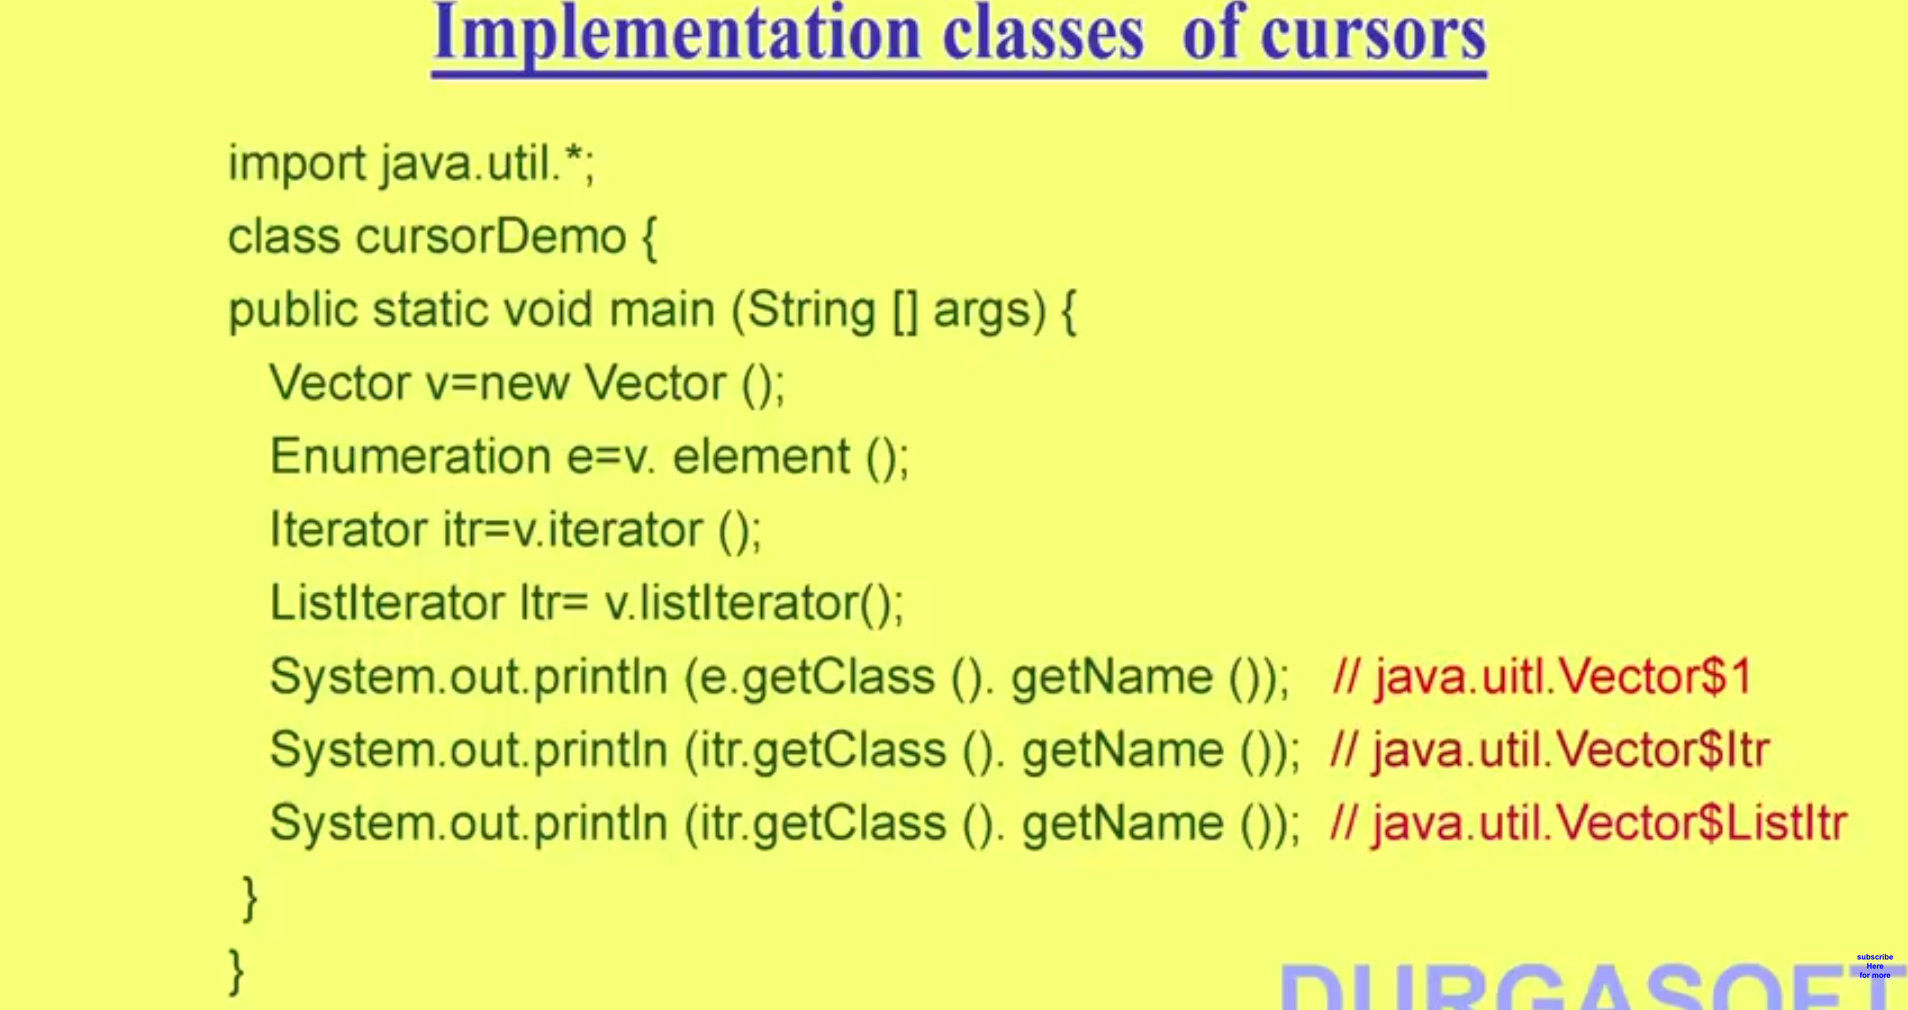 Implementation classes of cursors
import java.util.*;
class cursorDemo {
public static void main (String [] args) {
Vector v=new Vector ();
Enumeration e=v. element ();
Iterator itr=v.iterator ();
ListIterator ltr= v.listIterator();
System.out.println (e.getClass (). getName ()); // java.uitl.Vector$1
System.out.println (itr.getClass (). getName ()); // java.util.Vector$Itr
System.out.println (itr.getClass (). getName ()); // java.util.Vector$ListItr
}
}
DURGASOFT
subscribe
Here
for more